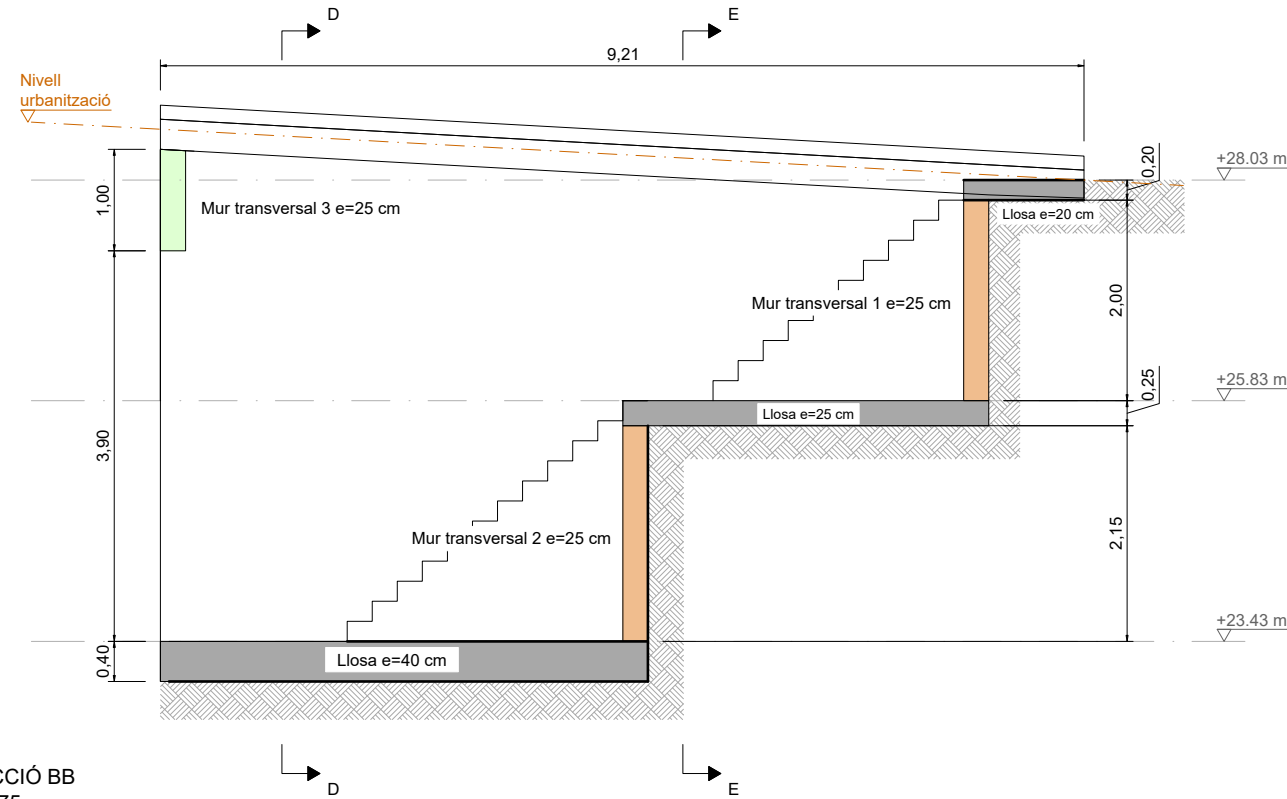 D
E
9,21
Nivell
urbanització
0,20
+28.03 m
1,00
Mur transversal 3 e=25 cm
Llosa e=20 cm
2,00
Mur transversal 1 e=25 cm
0,25
+25.83 m
Llosa e=25 cm
3,90
2,15
Mur transversal 2 e=25 cm
+23.43 m
0,40
Llosa e=40 cm
CCIÓ BB
D
E